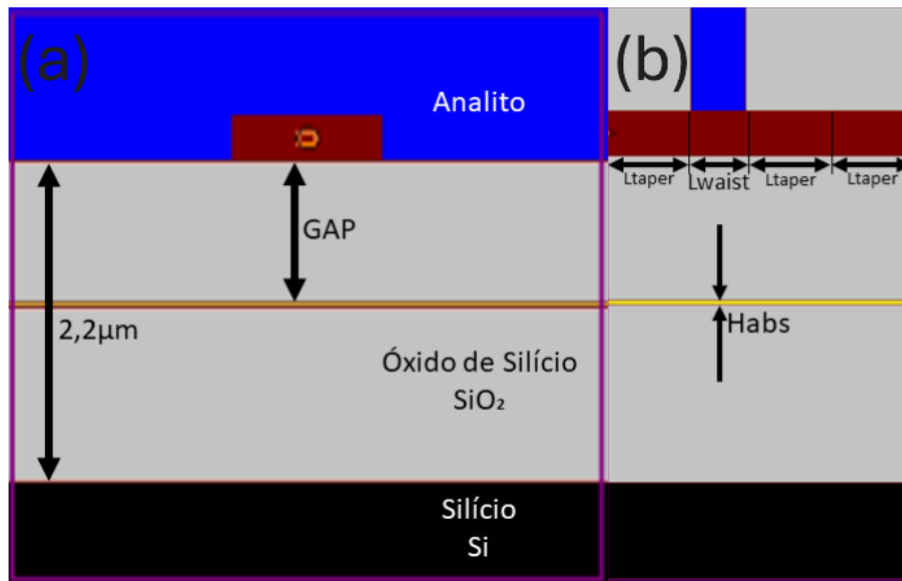 (a)
Analito
GAP
2,2µm
Óxido de Silício
SiO₂
Silício
Si
(b)
Ltaper
Lwaist
Ltaper
Ltaper
Habs